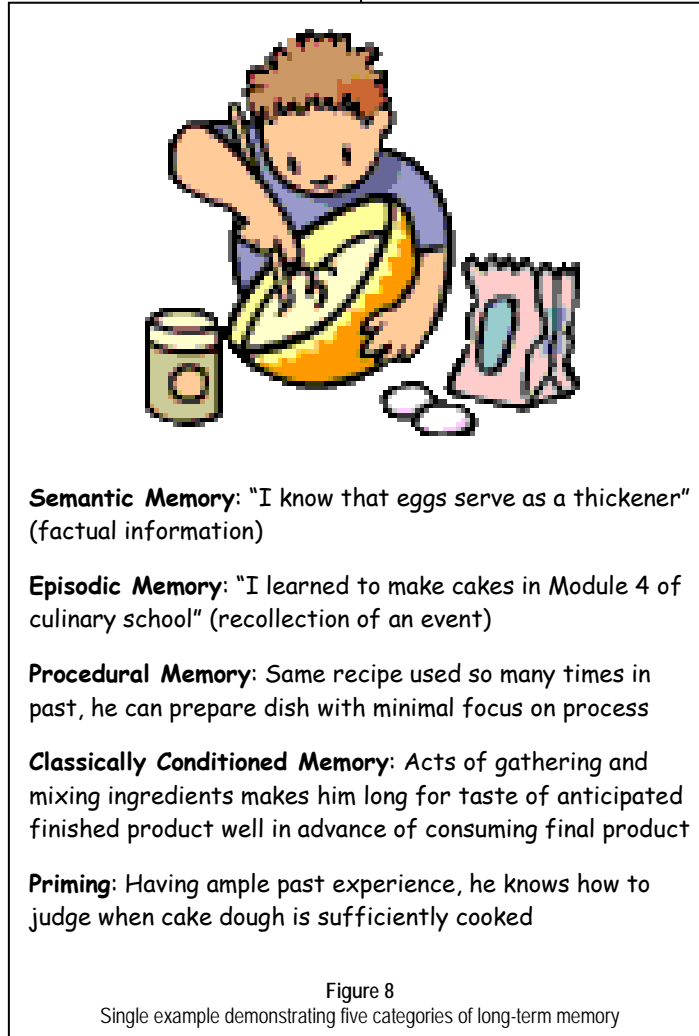 Semantic Memory: “I know that eggs serve as a thickener”
(factual information)
Episodic Memory: “I learned to make cakes in Module 4 of
culinary school” (recollection of an event)
Procedural Memory: Same recipe used so many times in
past, he can prepare dish with minimal focus on process
Classically Conditioned Memory: Acts of gathering and
mixing ingredients makes him long for taste of anticipated
finished product well in advance of consuming final product
Priming: Having ample past experience, he knows how to
judge when cake dough is sufficiently cooked
Figure 8
Single example demonstrating five categories of long-term memory